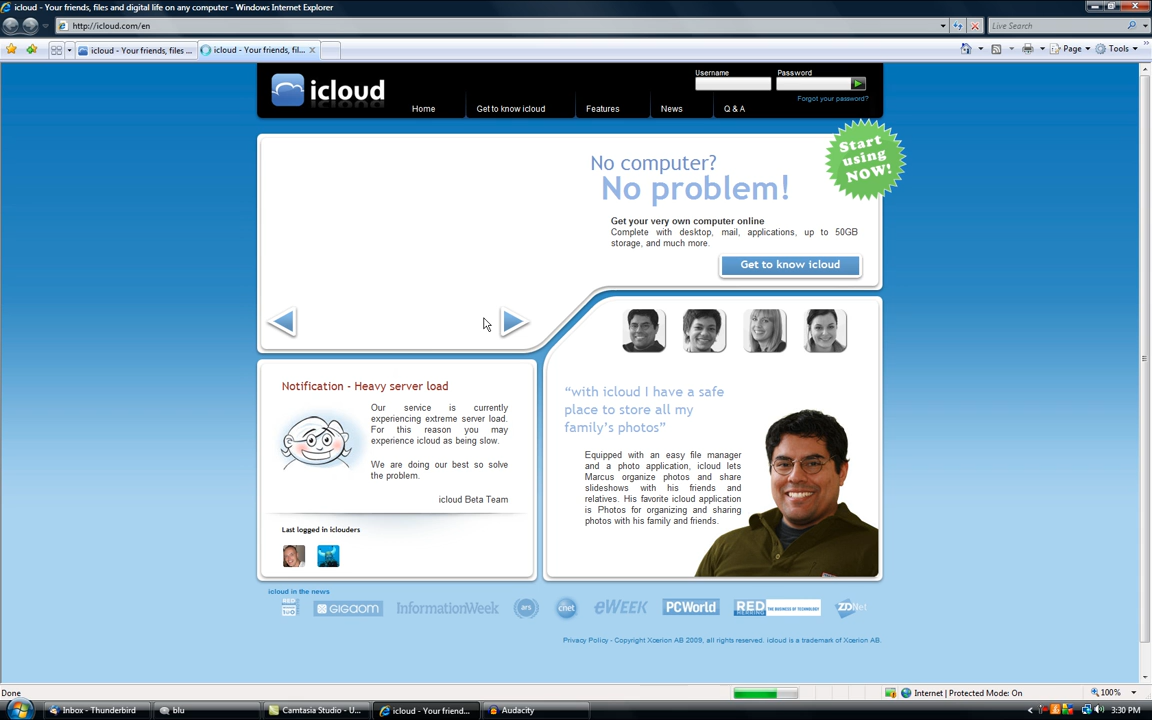 icloud - Your friends, files and digital life on any computer - Windows Internet Explorer
http://icloud.com/en
Live Search
icloud - Your friends, files ...
icloud - Your friends, fil...
Page
Tools
icloud
Username
Password
Forgot your password?
Home
Get to know icloud
Features
News
Q & A
Start
using
NOW!
No computer?
No problem!
Get your very own computer online
Complete with desktop, mail, applications, up to 50GB
storage, and much more.
Get to know icloud
Notification - Heavy server load
Our service is currently
experiencing extreme server load.
For this reason you may
experience icloud as being slow.
We are doing our best so solve
the problem.
icloud Beta Team
Last logged in iclouders
“with icloud I have a safe
place to store all my
family’s photos”
Equipped with an easy file manager
and a photo application, icloud lets
Marcus organize photos and share
slideshows with his friends and
relatives. His favorite icloud application
is Photos for organizing and sharing
photos with his family and friends.
icloud in the news
GIGAOM
InformationWeek
ars
cnet
eWEEK
PCWorld
RED HERRING THE BUSINESS OF TECHNOLOGY
ZDNet
Privacy Policy - Copyright Xcerion AB 2009, all rights reserved. icloud is a trademark of Xcerion AB.
Done
Internet | Protected Mode: On
100%
Inbox - Thunderbird
blu
Camtasia Studio - U...
icloud - Your friend...
Audacity
3:30 PM